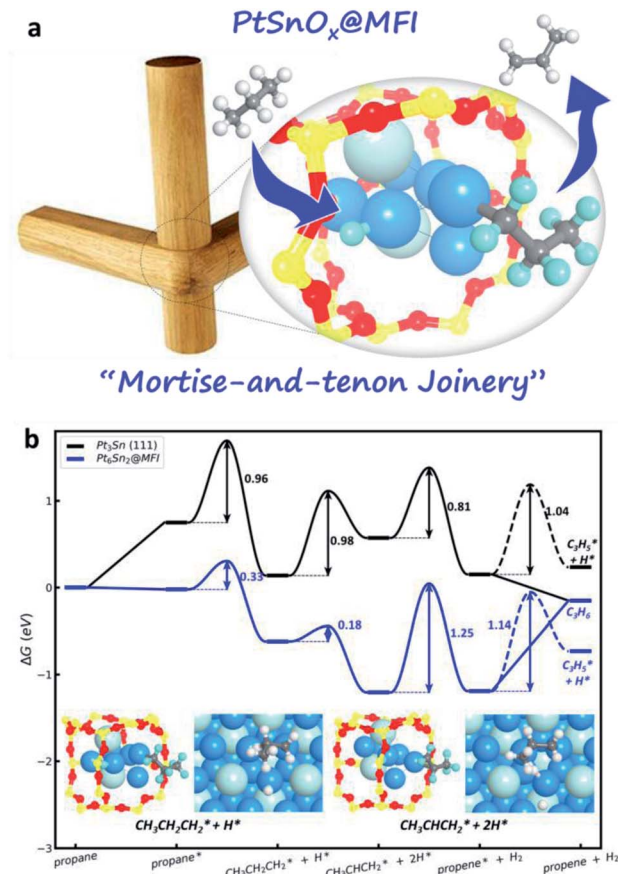 a
PtSnOₓ@MFI
"Mortise-and-tenon Joinery"
b
Pt₃Sn (111)
Pt₆Sn₂@MFI
ΔG (eV)
1
0
−1
−2
−3
0.96
0.98
0.81
1.04
C₃H₅*
+ H*
0.33
0.18
1.25
1.14
C₃H₆
C₃H₅*
+ H*
CH₃CH₂CH₂* + H*
CH₃CHCH₂* + 2H*
propane
propane*
CH₃CH₂CH₂* + H*
CH₃CHCH₂* + 2H*
propene* + H₂
propene + H₂